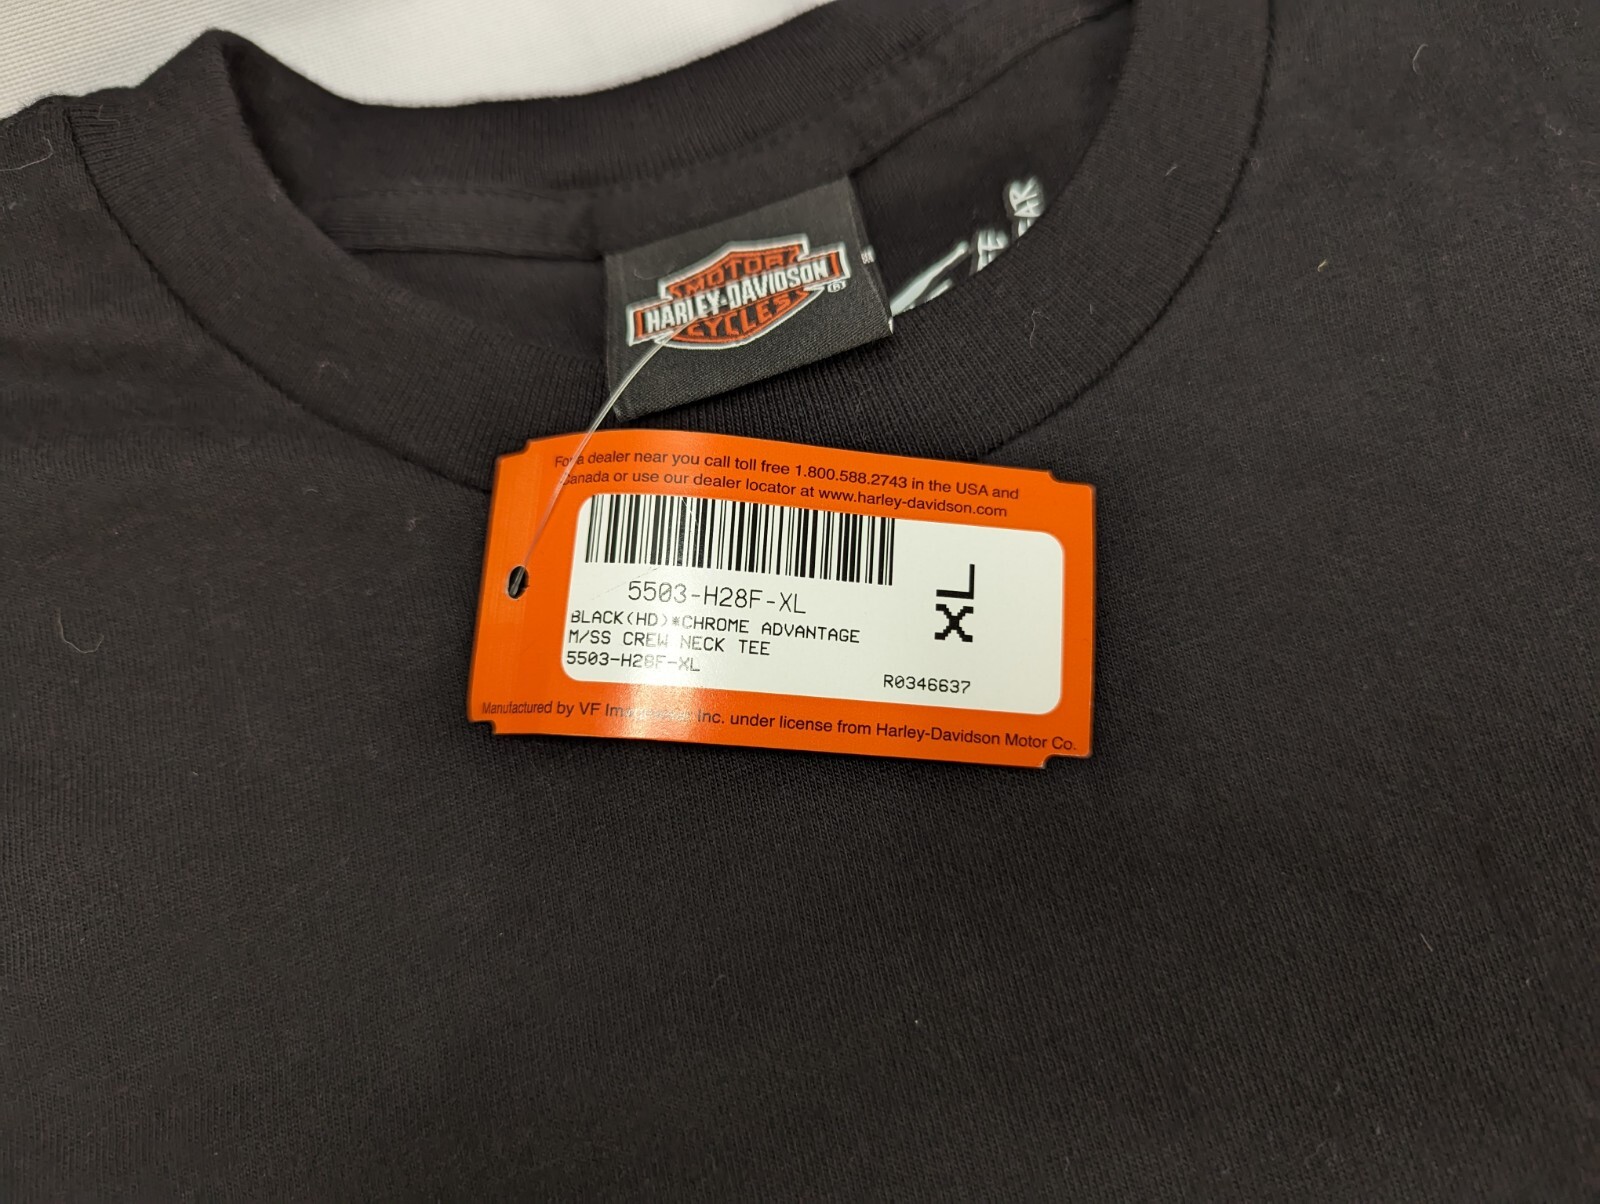 MOTOR
HARLEY-DAVIDSON
CYCLES
®
For a dealer near you call toll free 1.800.588.2743 in the USA and
Canada or use our dealer locator at www.harley-davidson.com
5503-H28F-XL
BLACK(HD)*CHROME ADVANTAGE
M/SS CREW NECK TEE
5503-H28F-XL
XL
R0346637
Manufactured by VF Inc. under license from Harley-Davidson Motor Co.